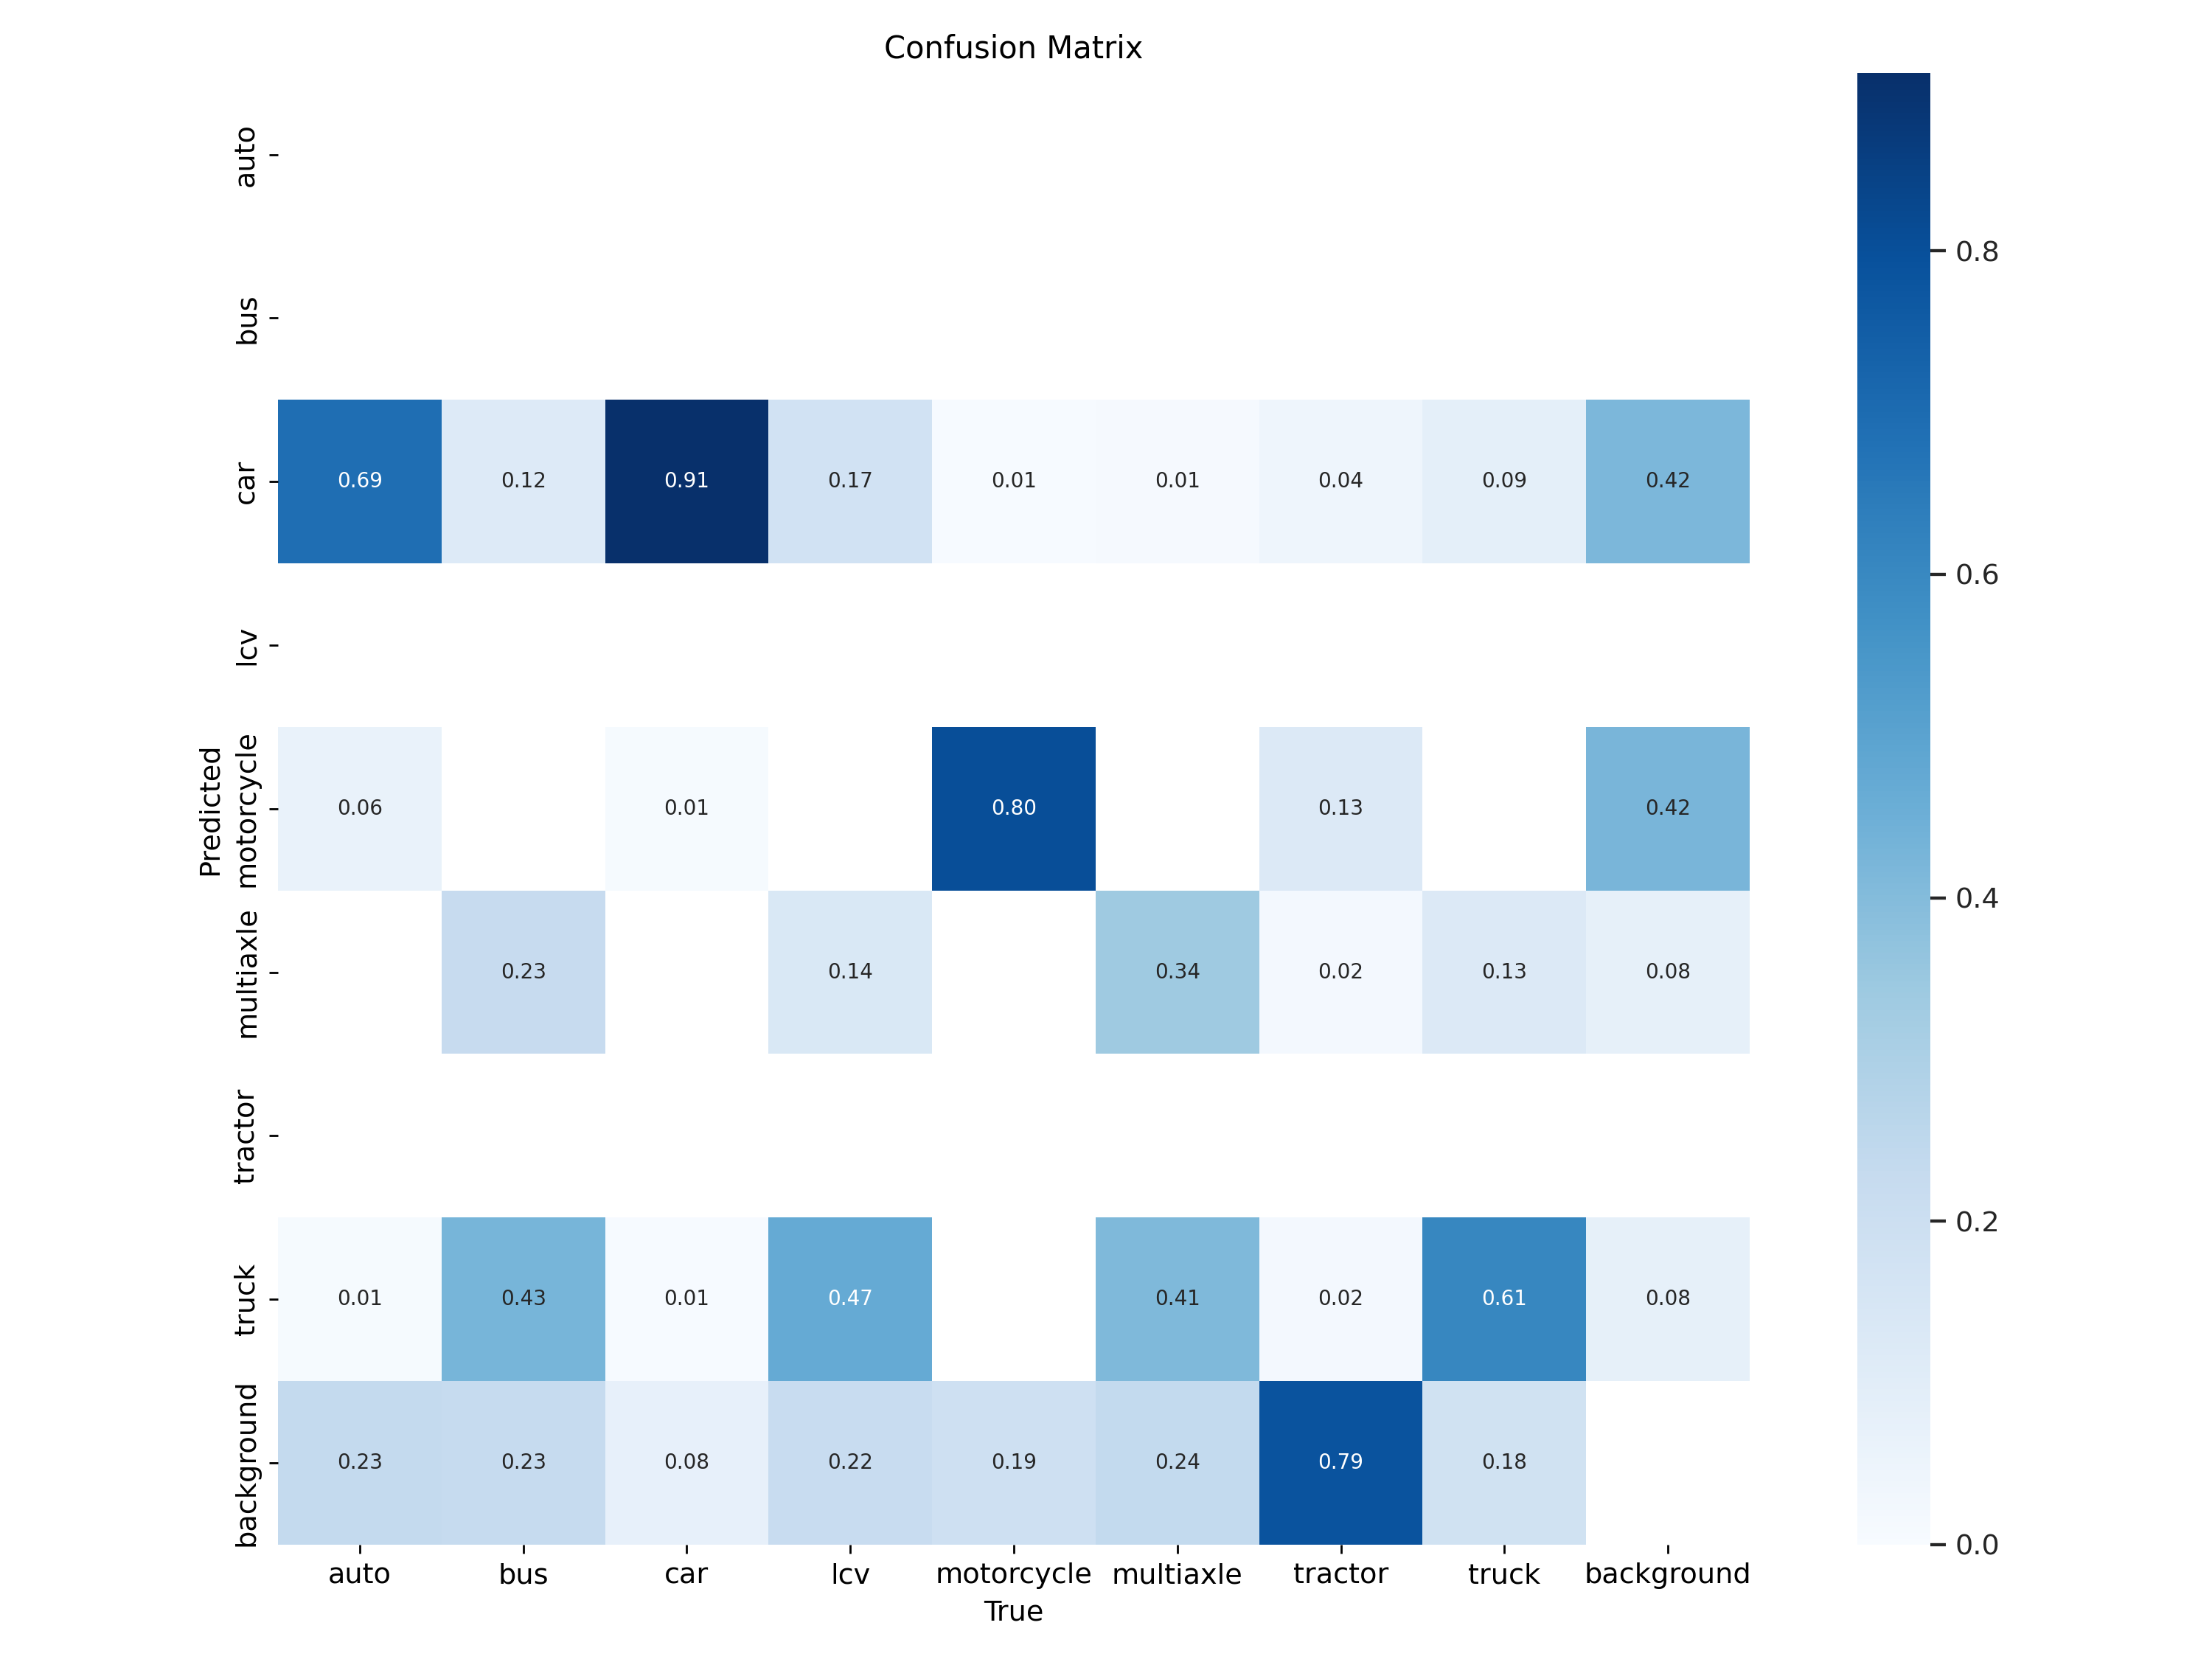 Confusion Matrix
auto
bus
car
0.69 0.12 0.91 0.17 0.01 0.01 0.04 0.09 0.42
lcv
motorcycle
0.06 0.01 0.80 0.13 0.42
multiaxle
0.23 0.14 0.34 0.02 0.13 0.08
tractor
truck
0.01 0.43 0.01 0.47 0.41 0.02 0.61 0.08
background
0.23 0.23 0.08 0.22 0.19 0.24 0.79 0.18
Predicted
auto bus car lcv motorcycle multiaxle tractor truck background
True
0.8
0.6
0.4
0.2
0.0